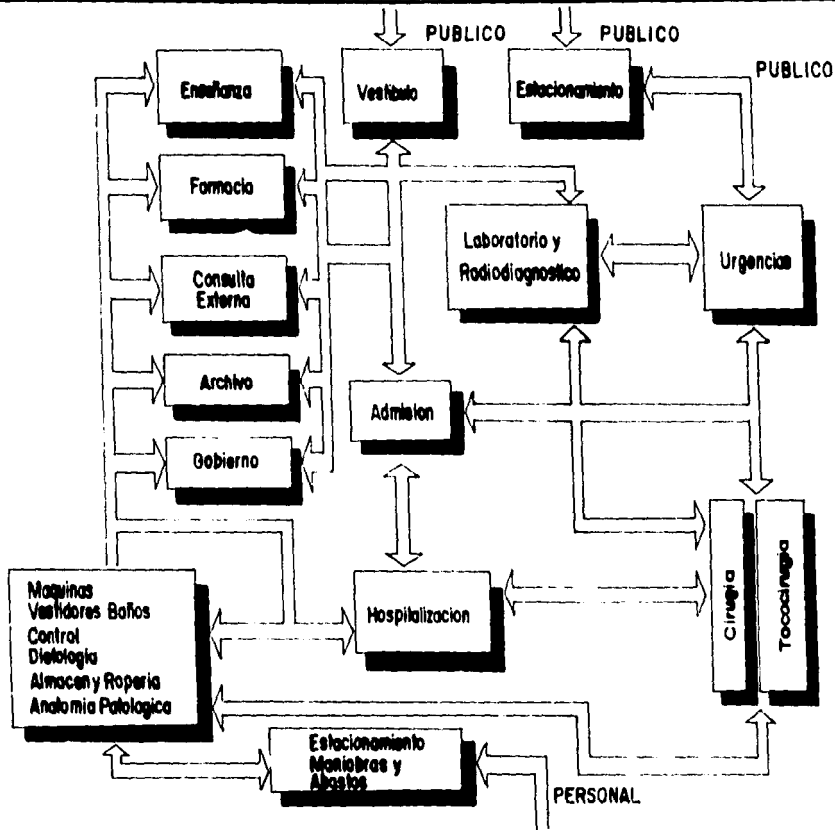 PUBLICO
PUBLICO
PUBLICO
Enseñanza
Vestibulo
Estacionamiento
Formacia
Laboratorio y
Radiodiagnostico
Urgencias
Consulta
Externa
Archivo
Admision
Gobierno
Maquinas
Vestidores Baños
Control
Dietologia
Almacen y Roperia
Anatomia Patologica
Hospitalizacion
Cirugia
Tococirugia
Estacionamiento
Maniobras y
Abastos
PERSONAL